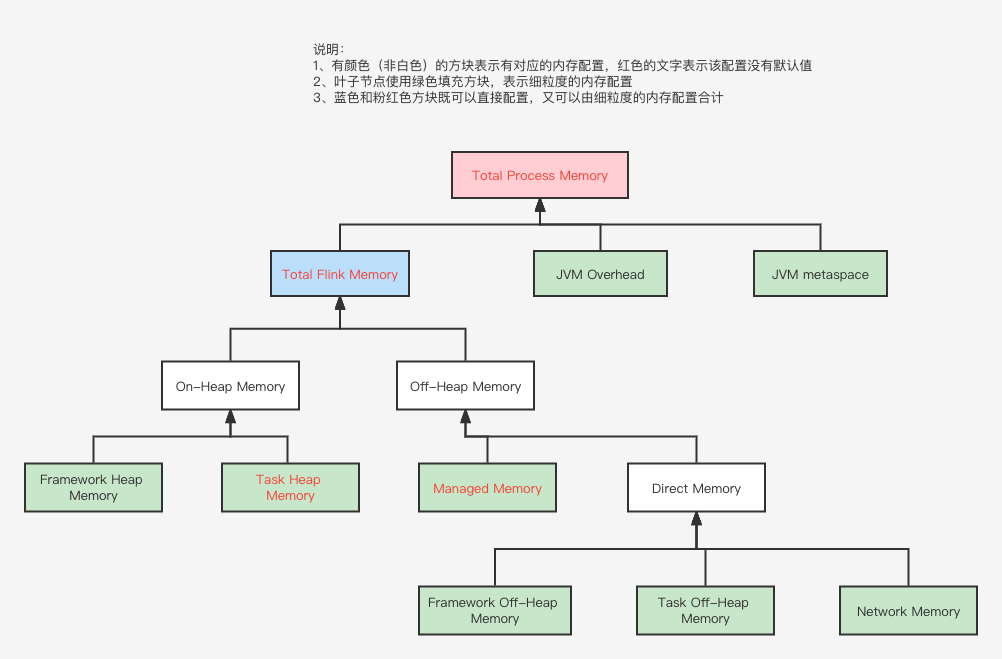 说明：
1、有颜色（非白色）的方块表示有对应的内存配置，红色的文字表示该配置没有默认值
2、叶子节点使用绿色填充方块，表示细粒度的内存配置
3、蓝色和粉红色方块既可以直接配置，又可以由细粒度的内存配置合计
Total Process Memory
Total Flink Memory
JVM Overhead
JVM metaspace
On-Heap Memory
Off-Heap Memory
Framework Heap
Memory
Task Heap
Memory
Managed Memory
Direct Memory
Framework Off-Heap
Memory
Task Off-Heap
Memory
Network Memory